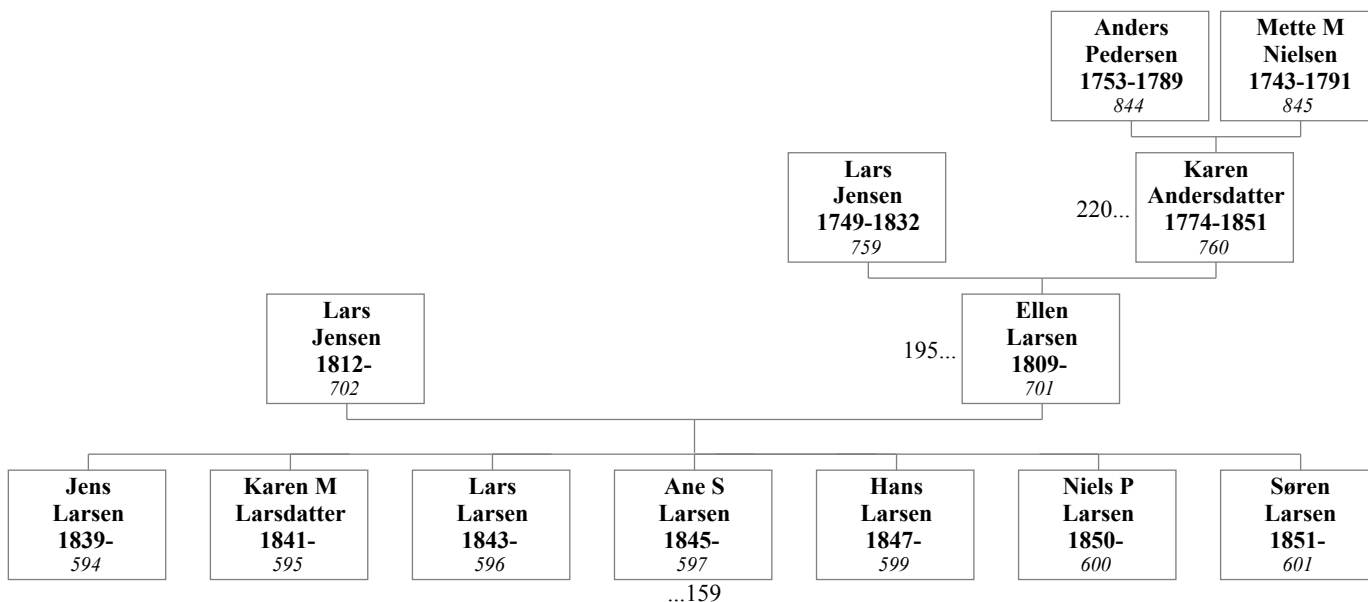 Anders
Pedersen
1753-1789
844
Mette M
Nielsen
1743-1791
845
Lars
Jensen
1749-1832
759
220...
Karen
Andersdatter
1774-1851
760
Lars
Jensen
1812-
702
195...
Ellen
Larsen
1809-
701
Jens
Larsen
1839-
594
Karen M
Larsdatter
1841-
595
Lars
Larsen
1843-
596
Ane S
Larsen
1845-
597
...159
Hans
Larsen
1847-
599
Niels P
Larsen
1850-
600
Søren
Larsen
1851-
601